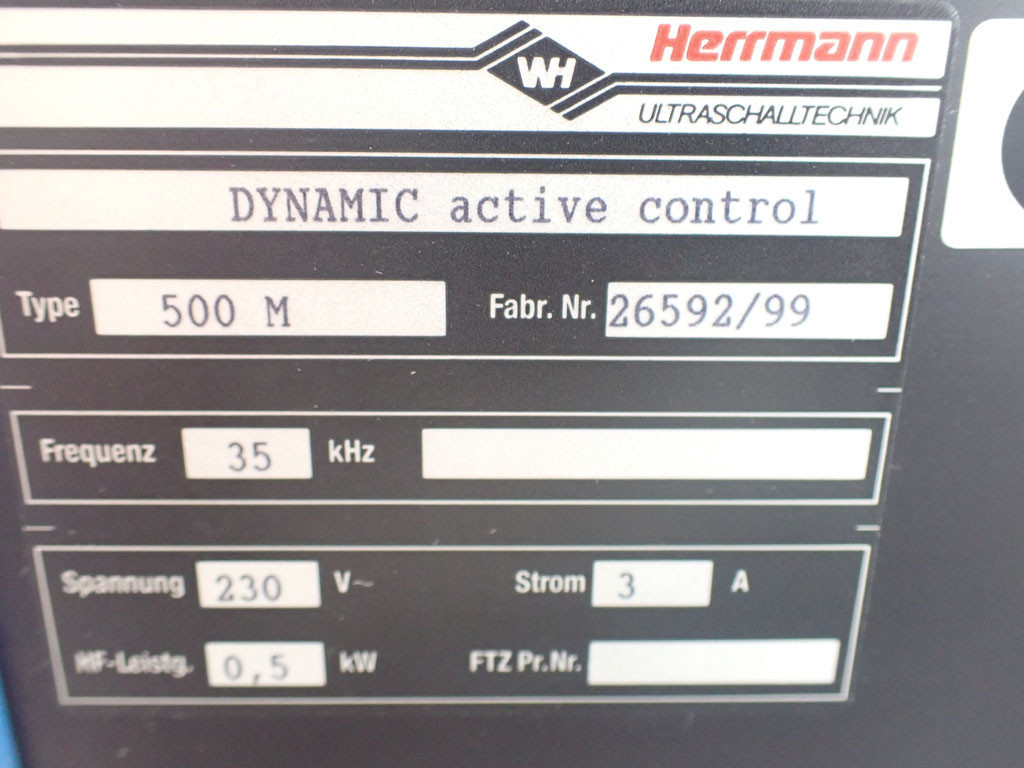 WH Herrmann
ULTRASCHALLTECHNIK
DYNAMIC active control
Type 500 M Fabr. Nr. 26592/99
Frequenz 35 kHz
Spannung 230 V~ Strom 3 A
HF-Leistg. 0,5 kW FTZ Pr.Nr.